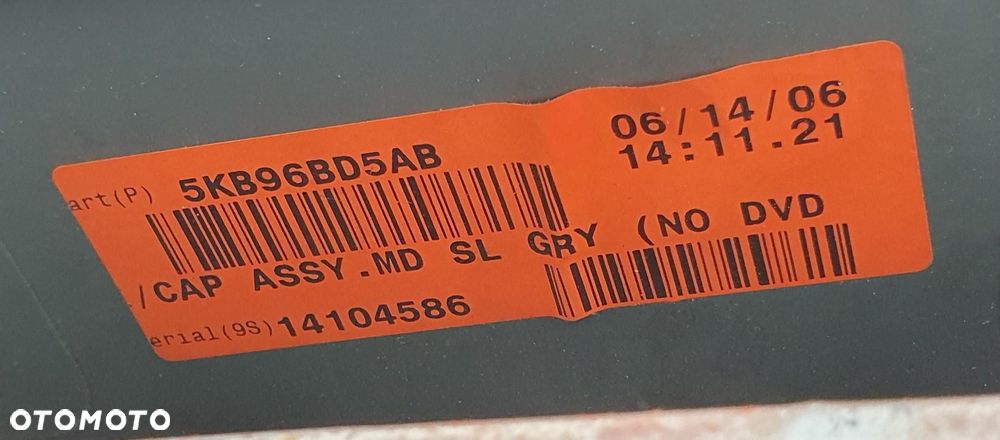 06/14/06
14:11.21
art(P) 5KB96BD5AB
/CAP ASSY.MD SL GRY (NO DVD
erial(9S) 14104586
OTOMOTO